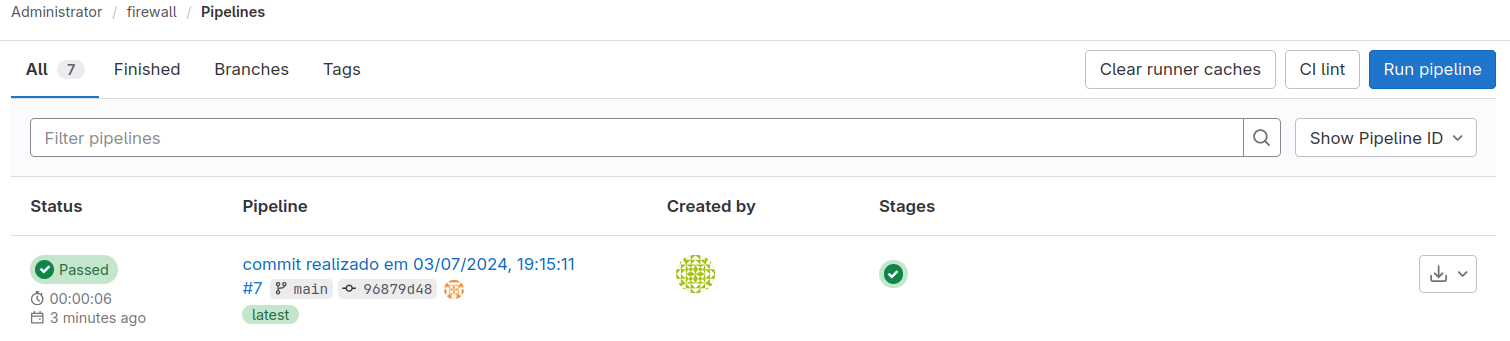 Administrator / firewall / Pipelines
All 7 Finished Branches Tags Clear runner caches CI lint Run pipeline
Filter pipelines Show Pipeline ID
Status Pipeline Created by Stages
Passed commit realizado em 03/07/2024, 19:15:11
00:00:06 #7 main 96879d48
3 minutes ago latest